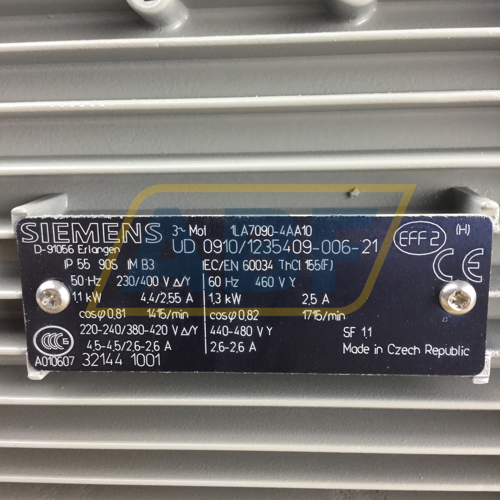 SIEMENS 3~ Mot 1LA7090-4AA10
D-91056 Erlangen UD 0910/1235409-006-21 EFF2 (H)
IP 55 90S IM B3 IEC/EN 60034 ThCl 155(F) CE
50 Hz 230/400 V Δ/Y 60 Hz 460 V Y
1.1 kW 4,4/2.55 A 1.3 kW 2,5 A
cosφ 0,81 1415/min cosφ 0,82 1715/min
220-240/380-420 V Δ/Y 440-480 V Y SF 1.1
4,5-4,5/2,6-2,6 A 2,6-2,6 A Made in Czech Republic
A010607 32144 1001